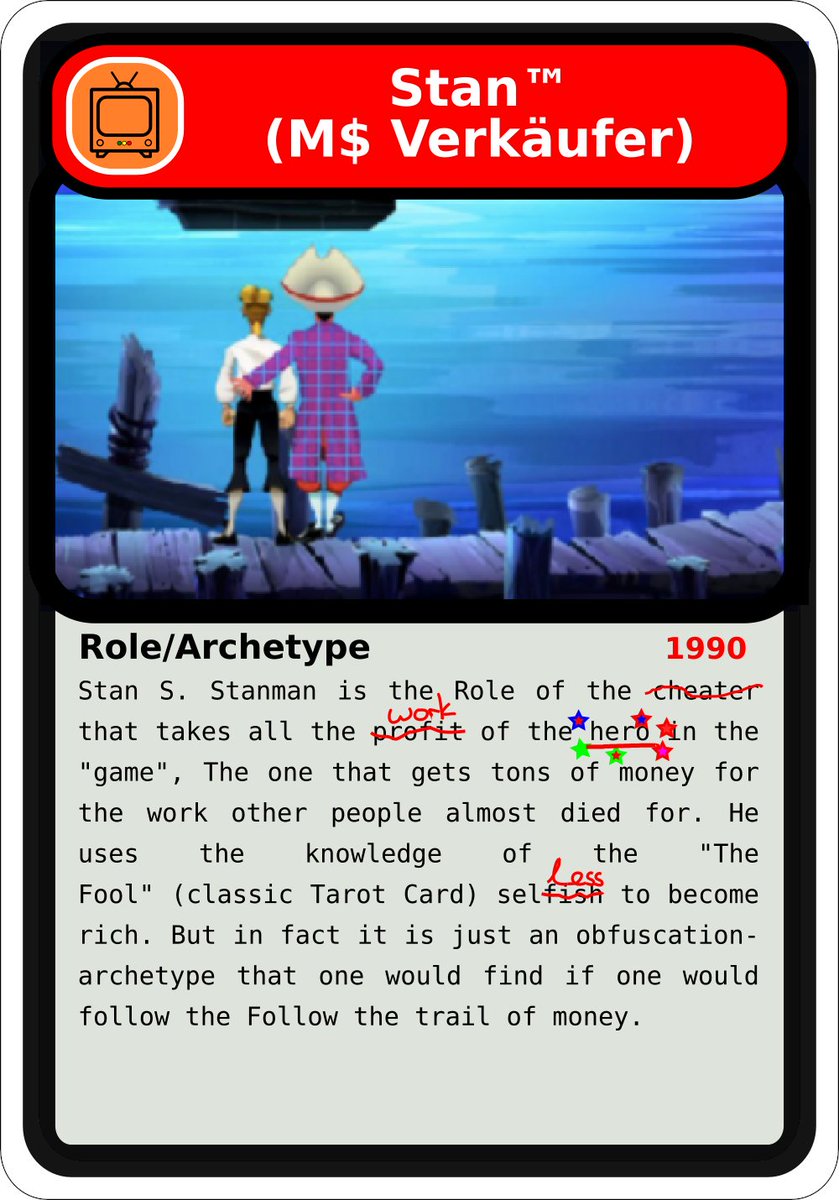 Stan™
(M$ Verkäufer)
Role/Archetype
1990
Stan S. Stanman is the Role of the cheater
work
that takes all the profit of the hero in the
"game", The one that gets tons of money for
the work other people almost died for. He
uses the knowledge of the "The
less
Fool" (classic Tarot Card) selfish to become
rich. But in fact it is just an obfuscation-
archetype that one would find if one would
follow the Follow the trail of money.